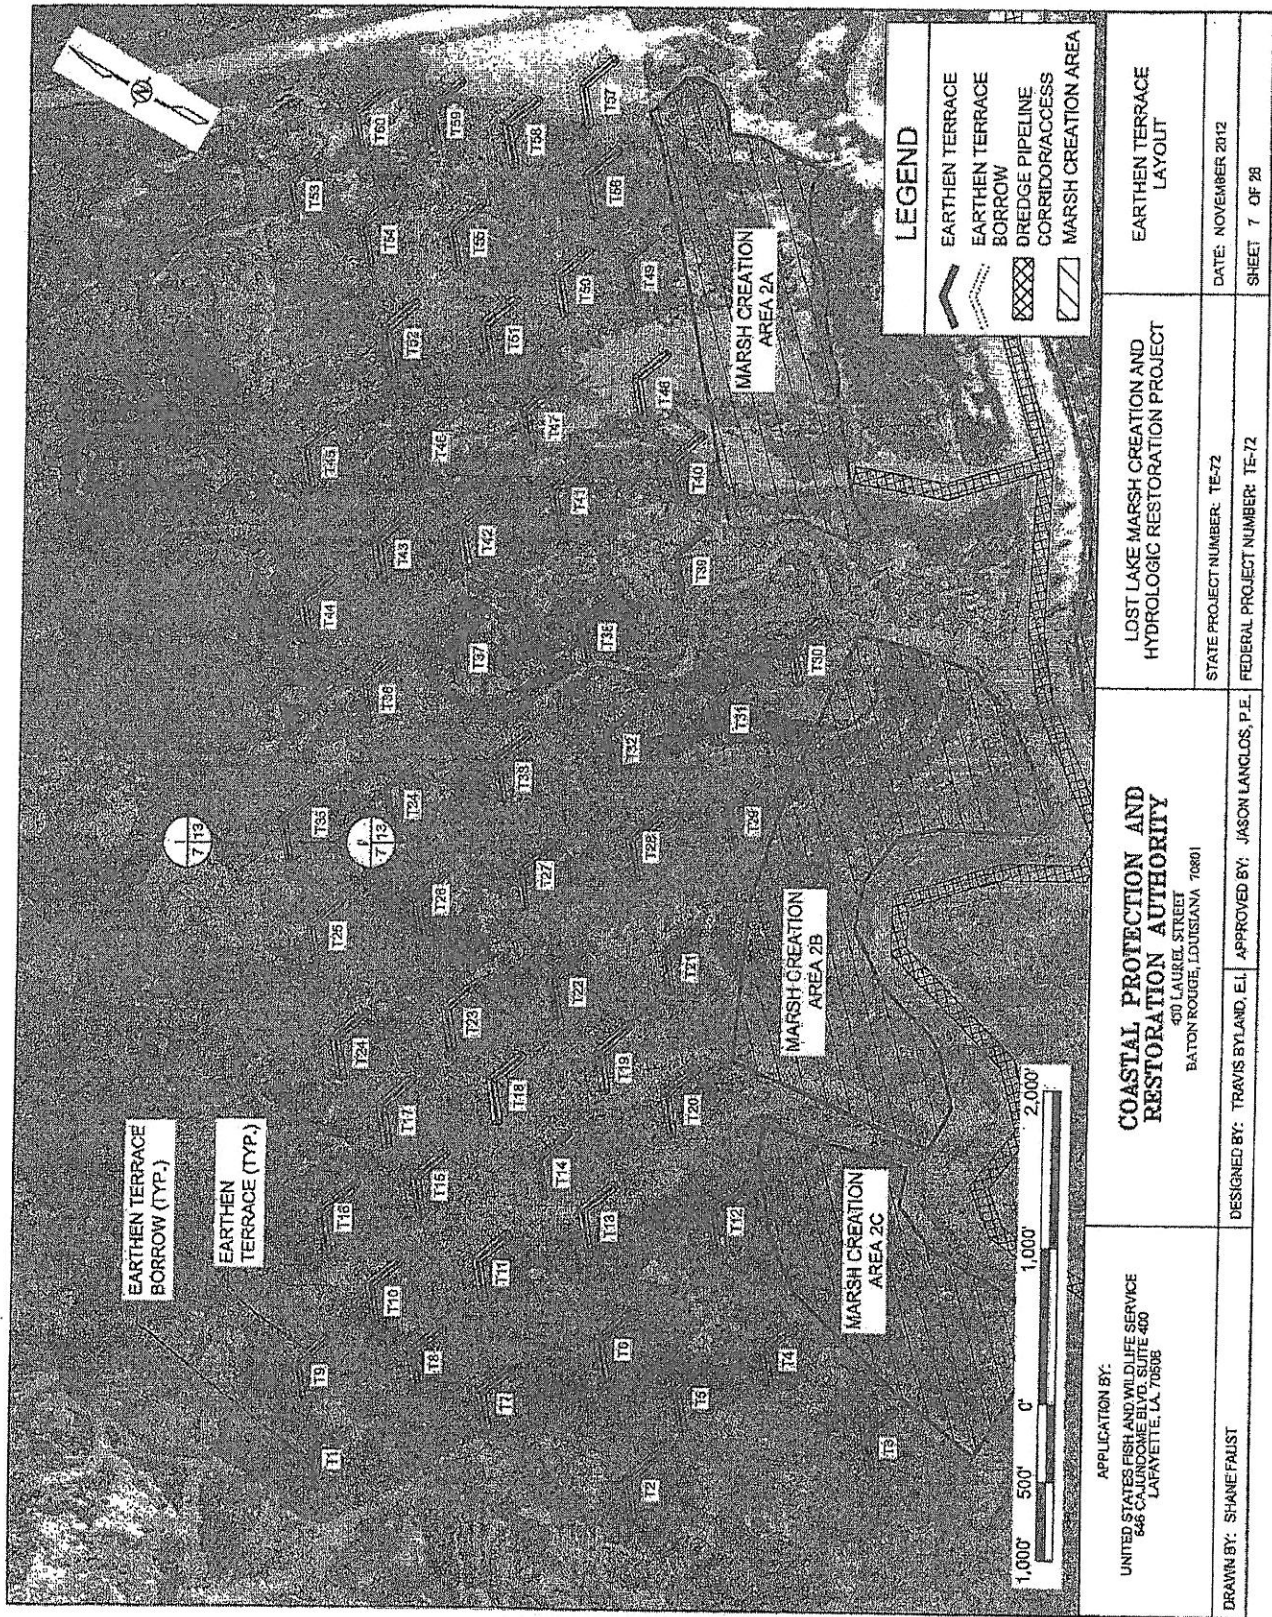 EARTHEN TERRACE
BORROW (TYP.)
EARTHEN
TERRACE (TYP.)
7 | 13
7 | 13
T1
T9
T10
T16
T8
T7
T11
T15
T17
T24
T18
T23
T14
T13
T6
T2
T5
T4
T3
T12
T20
T19
T22
T21
T25
T26
T27
T28
T29
T35
T24
T33
T32
T31
T30
T36
T37
T38
T39
T44
T43
T42
T41
T40
T45
T46
T47
T48
T52
T51
T50
T49
T53
T54
T55
T56
T60
T59
T58
T57
MARSH CREATION
AREA 2A
MARSH CREATION
AREA 2B
MARSH CREATION
AREA 2C
LEGEND
EARTHEN TERRACE
EARTHEN TERRACE
BORROW
DREDGE PIPELINE
CORRIDOR/ACCESS
MARSH CREATION AREA
1,000' 500' 0' 1,000' 2,000'
APPLICATION BY:
UNITED STATES FISH AND WILDLIFE SERVICE
646 CAJUNDOME BLVD. SUITE 400
LAFAYETTE, LA. 70506
DRAWN BY: SHANE FAUST
COASTAL PROTECTION AND
RESTORATION AUTHORITY
450 LAUREL STREET
BATON ROUGE, LOUISIANA 70801
DESIGNED BY: TRAVIS BYLAND, E.I.
APPROVED BY: JASON LANCLOS, P.E.
LOST LAKE MARSH CREATION AND
HYDROLOGIC RESTORATION PROJECT
STATE PROJECT NUMBER: TE-72
FEDERAL PROJECT NUMBER: TE-72
EARTHEN TERRACE
LAYOUT
DATE: NOVEMBER 2012
SHEET 7 OF 28